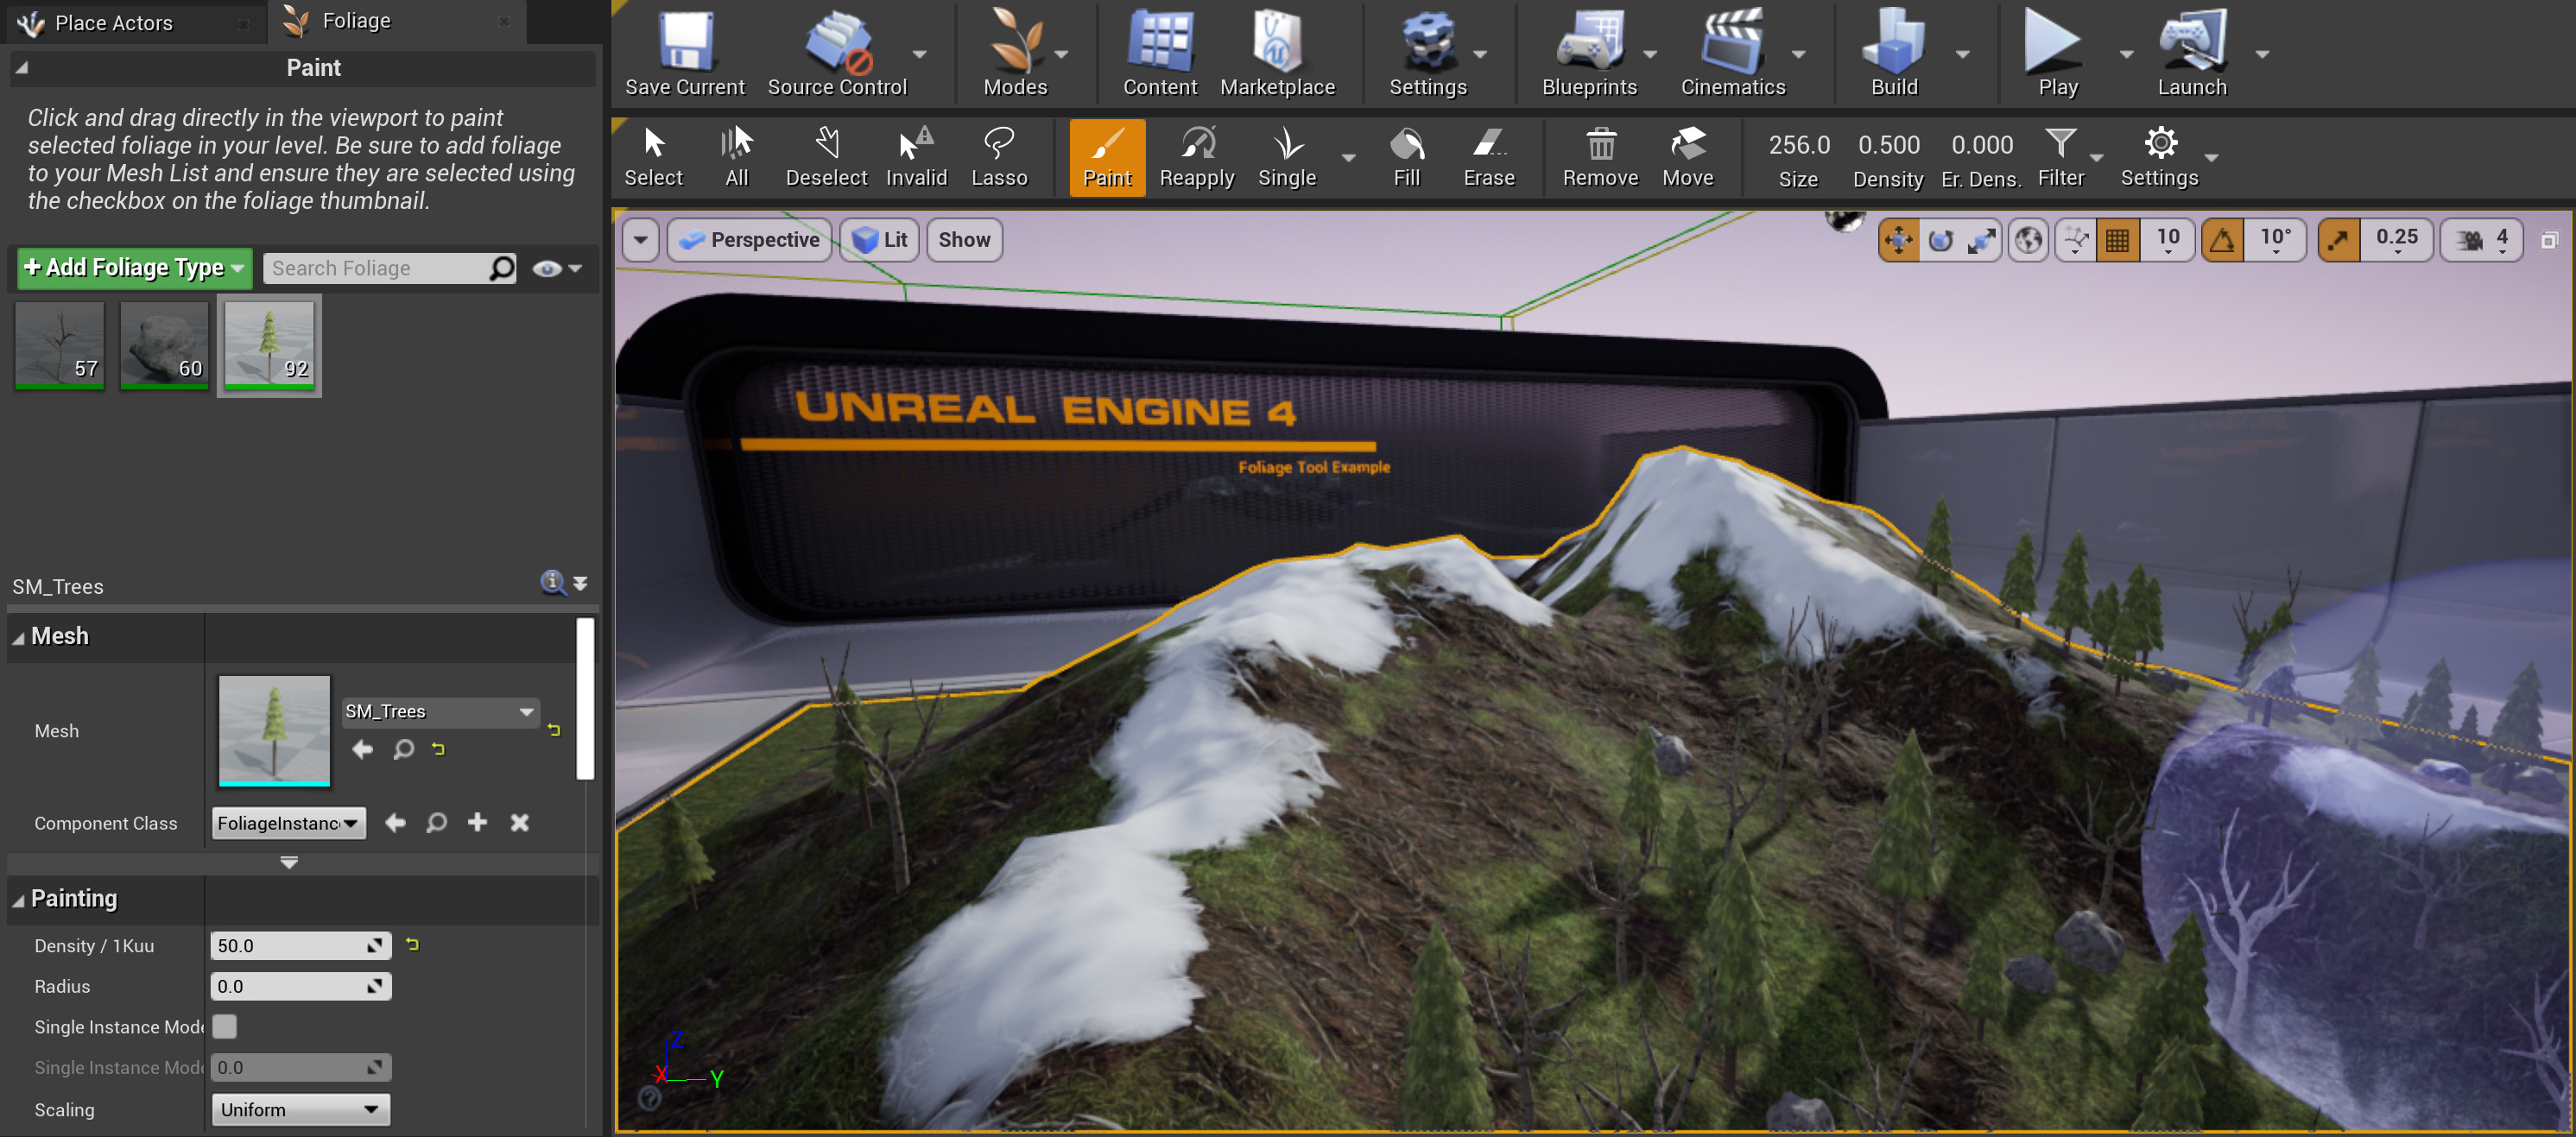 Place Actors
Foliage
Paint
Click and drag directly in the viewport to paint
selected foliage in your level. Be sure to add foliage
to your Mesh List and ensure they are selected using
the checkbox on the foliage thumbnail.
+ Add Foliage Type
Search Foliage
57
60
92
SM_Trees
Mesh
Mesh
SM_Trees
Component Class
FoliageInstanc
Painting
Density / 1Kuu
50.0
Radius
0.0
Single Instance Mod
Single Instance Mod
0.0
Scaling
Uniform
Save Current
Source Control
Modes
Content
Marketplace
Settings
Blueprints
Cinematics
Build
Play
Launch
Select
All
Deselect
Invalid
Lasso
Paint
Reapply
Single
Fill
Erase
Remove
Move
256.0
Size
0.500
Density
0.000
Er. Dens.
Filter
Settings
Perspective
Lit
Show
10
10°
0.25
4
UNREAL ENGINE 4
Foliage Tool Example
Z
X
Y